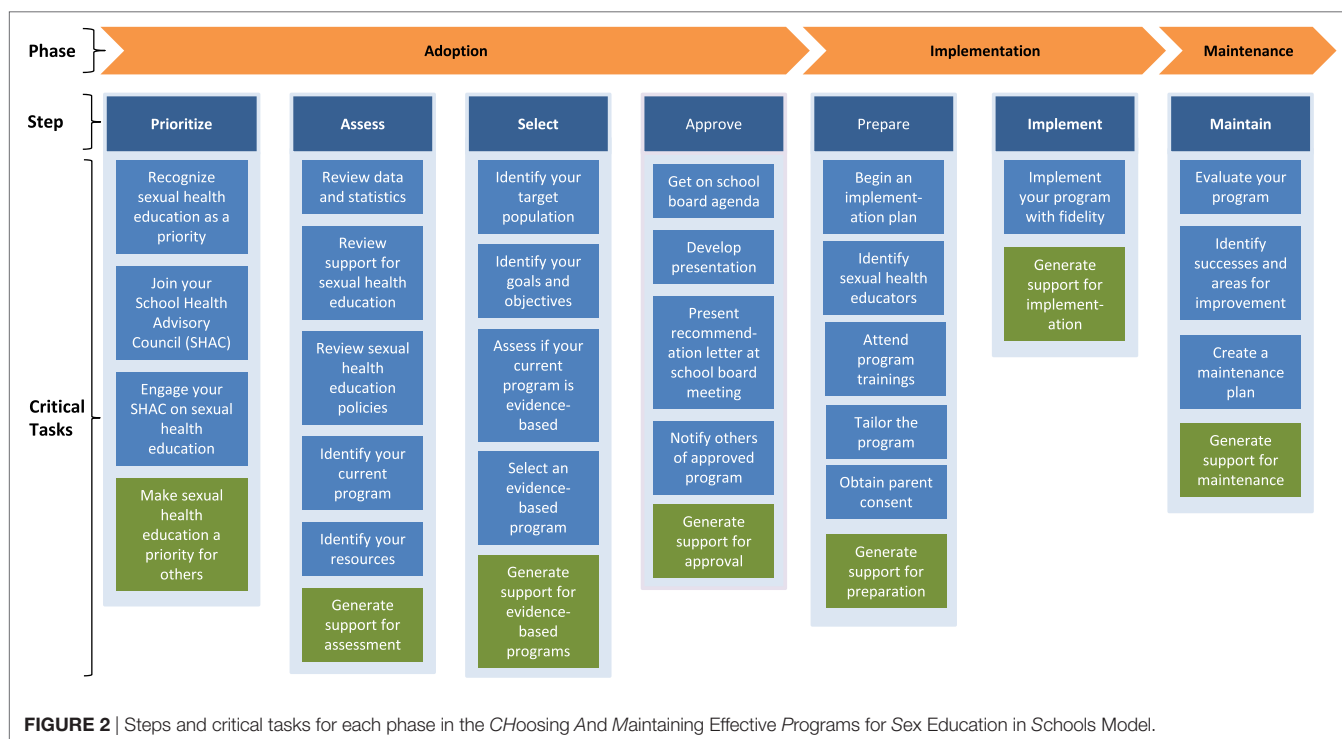 Phase
Adoption
Implementation
Maintenance
Step
Prioritize
Assess
Select
Approve
Prepare
Implement
Maintain
Critical
Tasks
Recognize
sexual health
education as a
priority
Join your
School Health
Advisory
Council (SHAC)
Engage your
SHAC on sexual
health
education
Make sexual
health
education a
priority for
others
Review data
and statistics
Review
support for
sexual health
education
Review sexual
health
education
policies
Identify your
current
program
Identify your
resources
Generate
support for
assessment
Identify your
target
population
Identify your
goals and
objectives
Assess if your
current
program is
evidence-
based
Select an
evidence-
based
program
Generate
support for
evidence-
based
programs
Get on school
board agenda
Develop
presentation
Present
recommend-
ation letter at
school board
meeting
Notify others
of approved
program
Generate
support for
approval
Begin an
implement-
ation plan
Identify
sexual health
educators
Attend
program
trainings
Tailor the
program
Obtain parent
consent
Generate
support for
preparation
Implement
your program
with fidelity
Generate
support for
implement-
ation
Evaluate your
program
Identify
successes and
areas for
improvement
Create a
maintenance
plan
Generate
support for
maintenance
FIGURE 2 | Steps and critical tasks for each phase in the CHoosing And Maintaining Effective Programs for Sex Education in Schools Model.